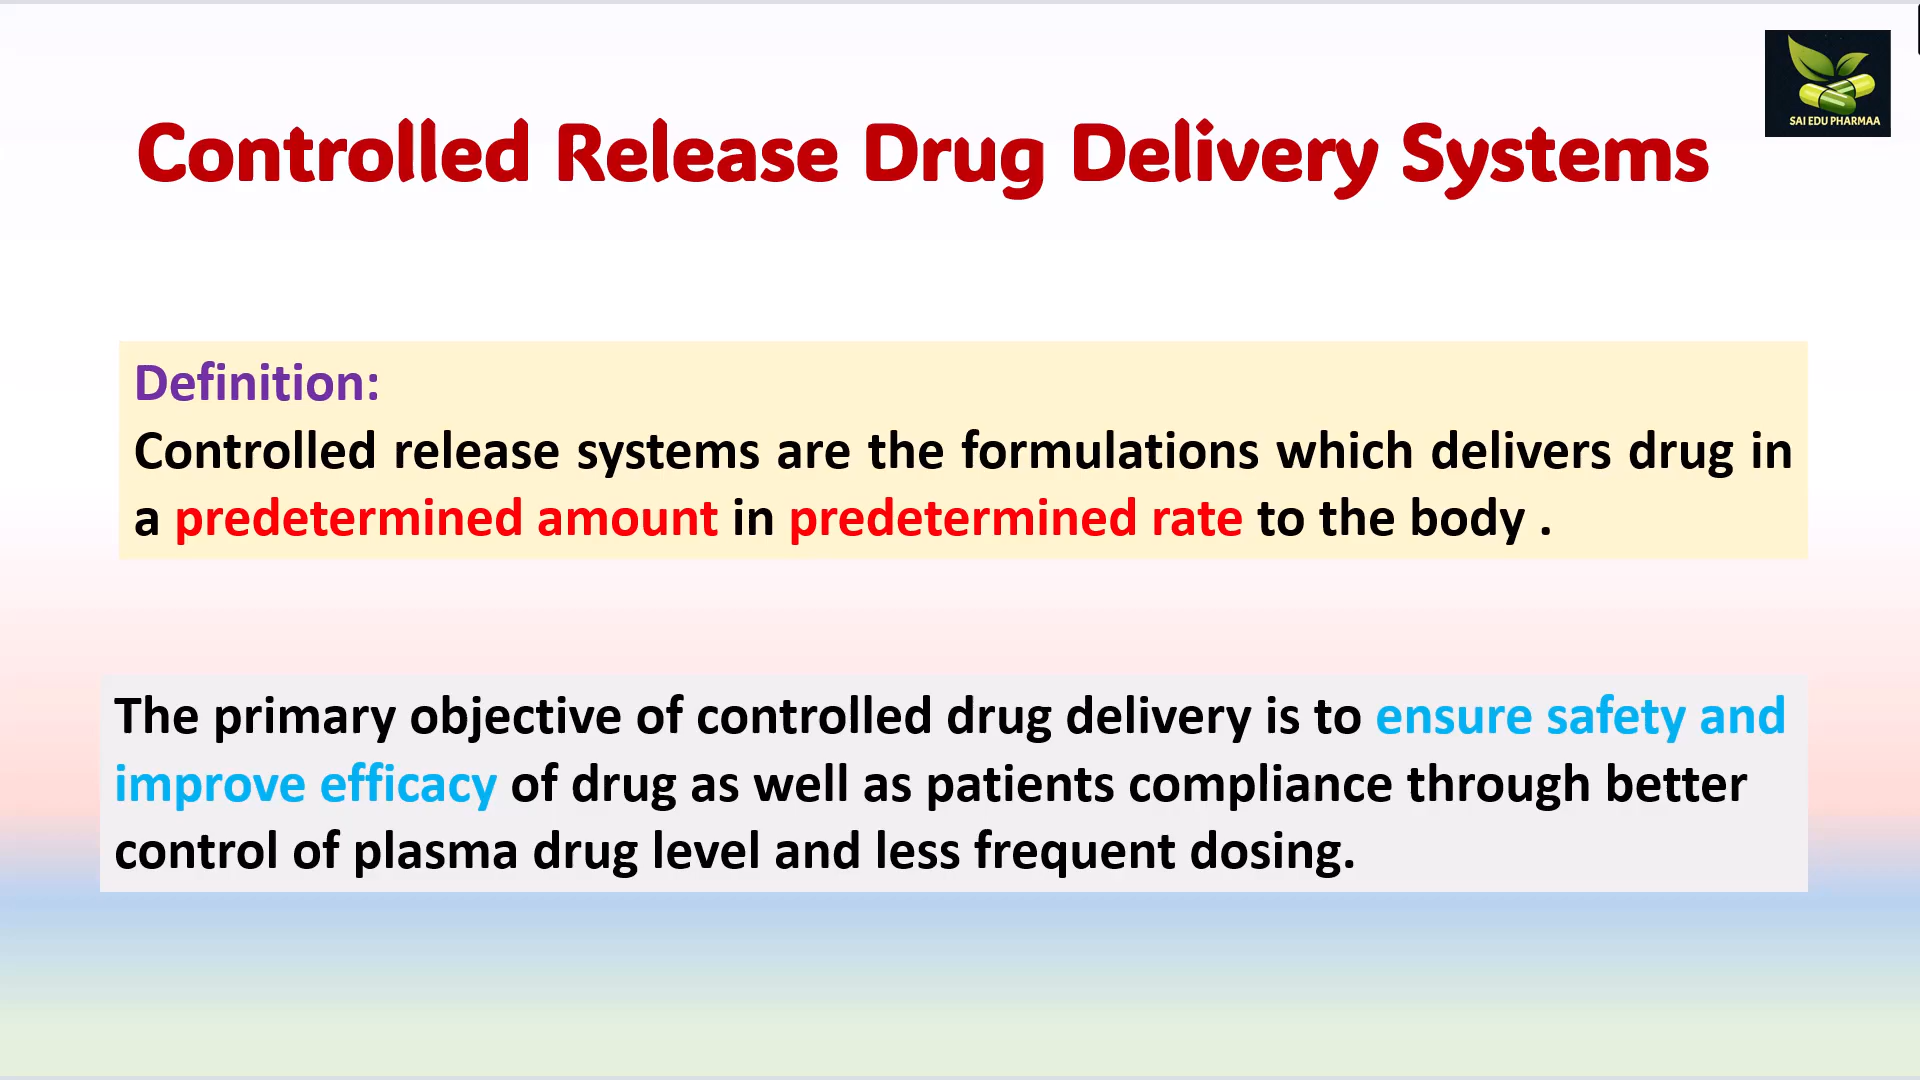 SAI EDU PHARMAA
Controlled Release Drug Delivery Systems
Definition:
Controlled release systems are the formulations which delivers drug in
a predetermined amount in predetermined rate to the body .
The primary objective of controlled drug delivery is to ensure safety and
improve efficacy of drug as well as patients compliance through better
control of plasma drug level and less frequent dosing.